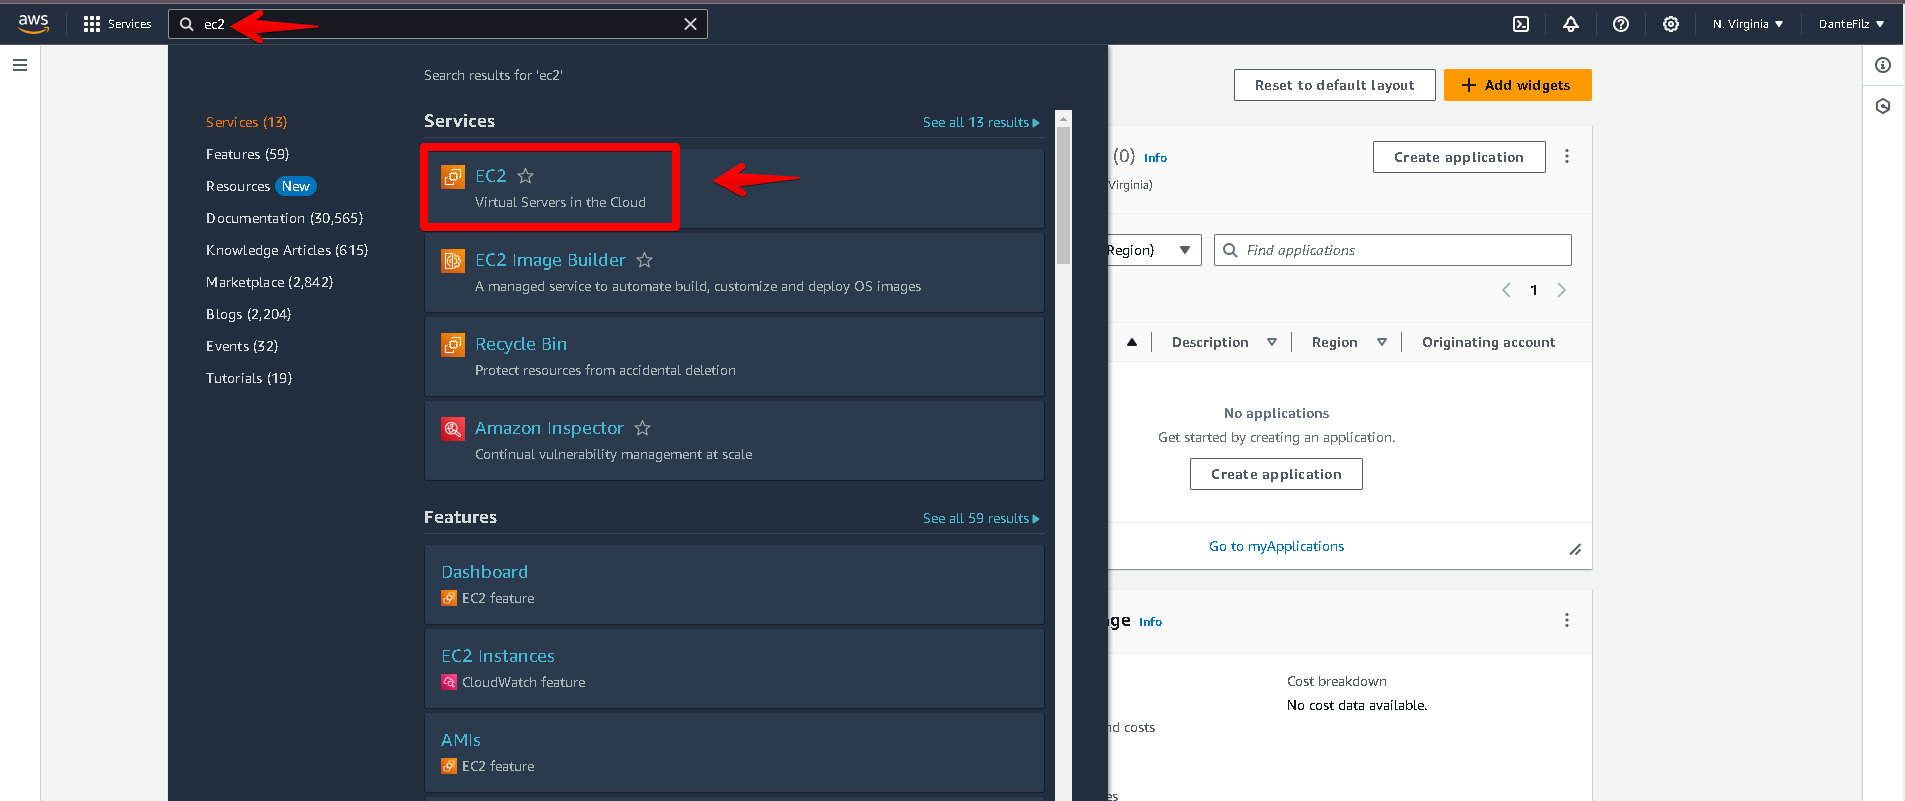 aws
Services
ec2
N. Virginia
DanteFilz
Search results for 'ec2'
Services (13)
Features (59)
Resources New
Documentation (30,565)
Knowledge Articles (615)
Marketplace (2,842)
Blogs (2,204)
Events (32)
Tutorials (19)
Services
See all 13 results
EC2
Virtual Servers in the Cloud
EC2 Image Builder
A managed service to automate build, customize and deploy OS images
Recycle Bin
Protect resources from accidental deletion
Amazon Inspector
Continual vulnerability management at scale
Features
See all 59 results
Dashboard
EC2 feature
EC2 Instances
CloudWatch feature
AMIs
EC2 feature
Reset to default layout
+ Add widgets
(0) Info
Virginia)
Create application
Region)
Find applications
1
Description
Region
Originating account
No applications
Get started by creating an application.
Create application
Go to myApplications
ge Info
Cost breakdown
No cost data available.
nd costs
es